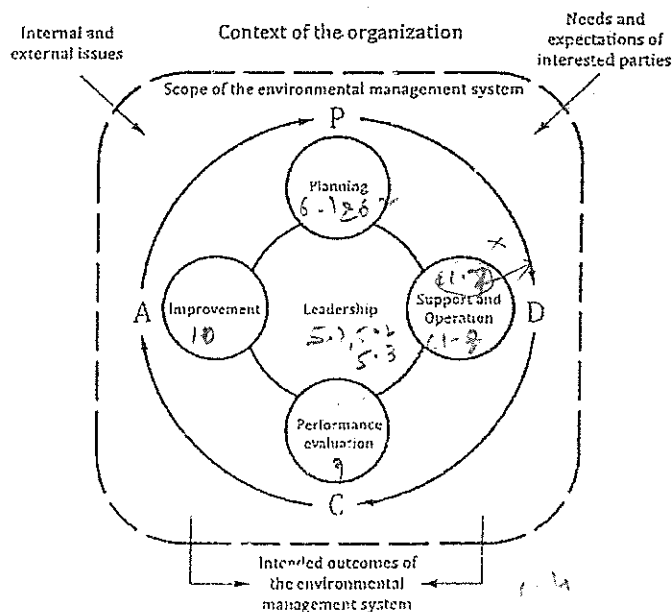 Internal and
external issues
Context of the organization
Needs and
expectations of
interested parties
Scope of the environmental management system
P
Planning
6.1 & 6.2
A
Improvement
10
Leadership
5.1, 5.2
5.3
Support and
Operation
D
Performance
evaluation
9
C
Intended outcomes of
the environmental
management system